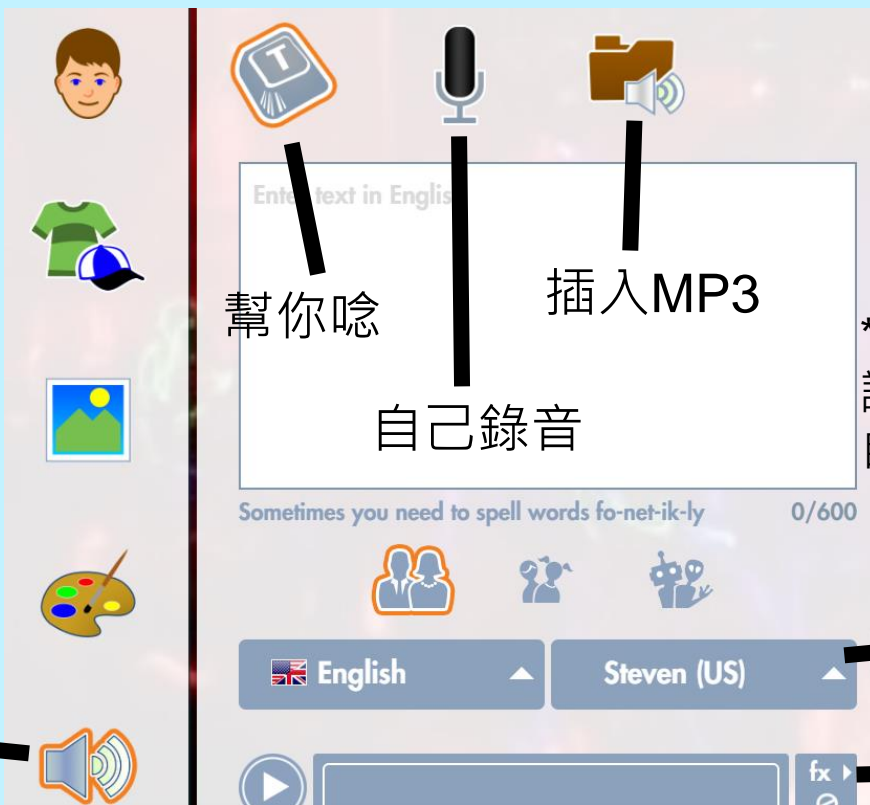 T
Enter text in English
幫你唸
插入MP3
*
自己錄音
Sometimes you need to spell words fo-net-ik-ly
0/600
English
Steven (US)
fx